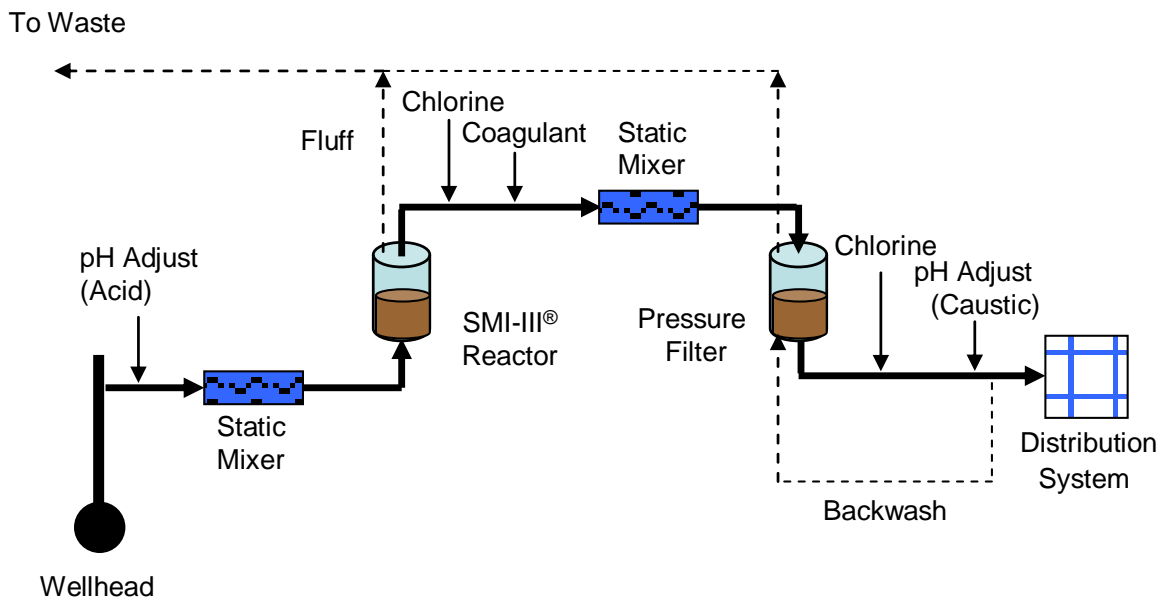 To Waste
Chlorine
Fluff
Coagulant
Static
Mixer
pH Adjust
(Acid)
SMI-III®
Reactor
Pressure
Filter
Chlorine
pH Adjust
(Caustic)
Static
Mixer
Distribution
System
Backwash
Wellhead